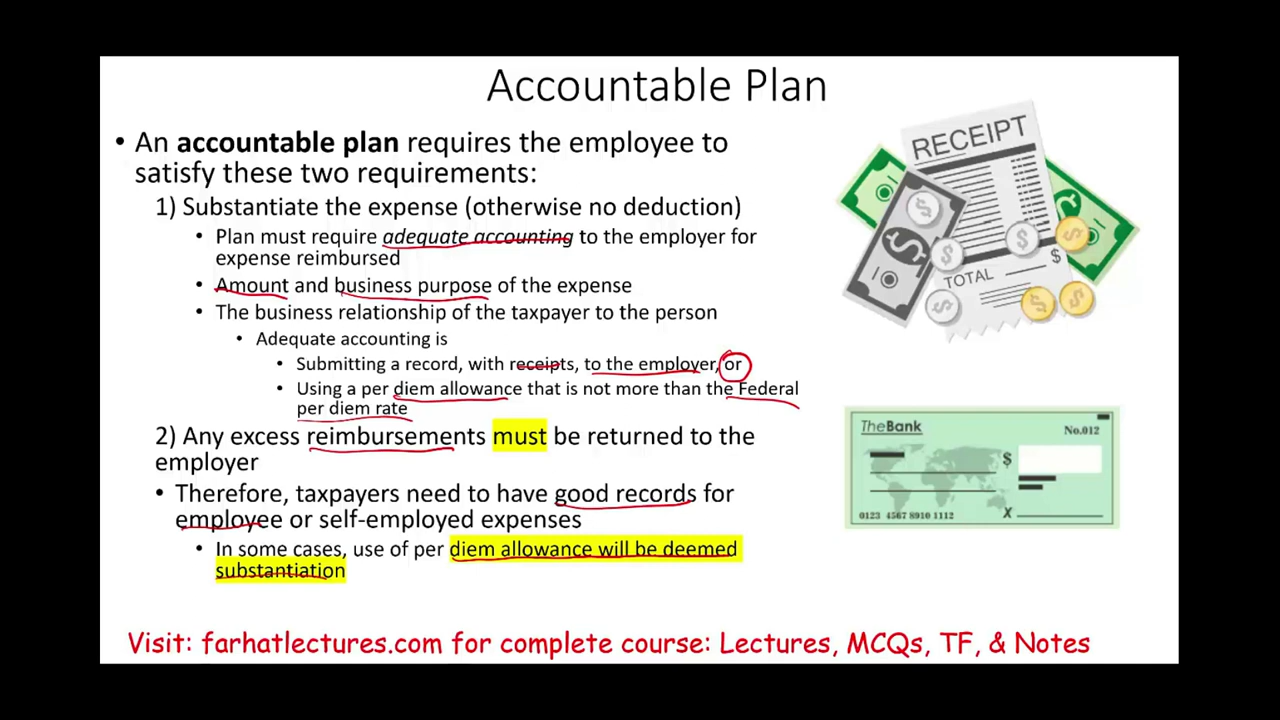 Accountable Plan
• An accountable plan requires the employee to
satisfy these two requirements:
1) Substantiate the expense (otherwise no deduction)
• Plan must require adequate accounting to the employer for
expense reimbursed
• Amount and business purpose of the expense
• The business relationship of the taxpayer to the person
• Adequate accounting is
• Submitting a record, with receipts, to the employer, or
• Using a per diem allowance that is not more than the Federal
per diem rate
2) Any excess reimbursements must be returned to the
employer
• Therefore, taxpayers need to have good records for
employee or self-employed expenses
• In some cases, use of per diem allowance will be deemed
substantiation
RECEIPT
$
TOTAL
TheBank
No.012
$
0123 4567 8910 1112
X
Visit: farhatlectures.com for complete course: Lectures, MCQs, TF, & Notes